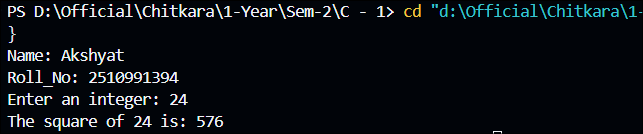 PS D:\Official\Chitkara\1-Year\Sem-2\C - 1> cd "d:\Official\Chitkara\1-
}
Name: Akshyat
Roll_No: 2510991394
Enter an integer: 24
The square of 24 is: 576